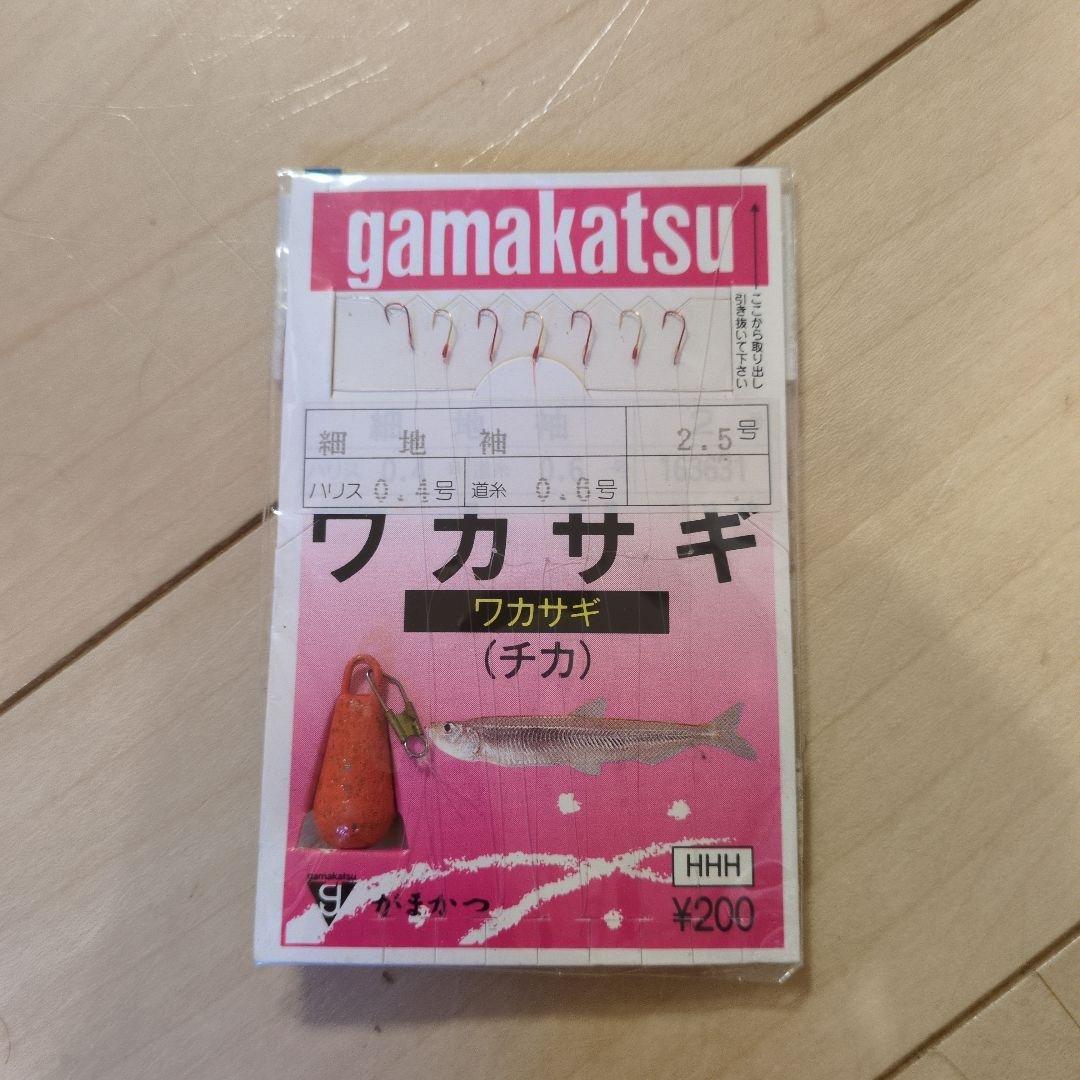 gamakatsu
ここから取り出し
引き抜いて下さい
細 地 袖 2.5号
ハリス 0.4号 道糸 0.6号
ワカサギ
ワカサギ
(チカ)
HHH
gamakatsu
がまかつ
¥200